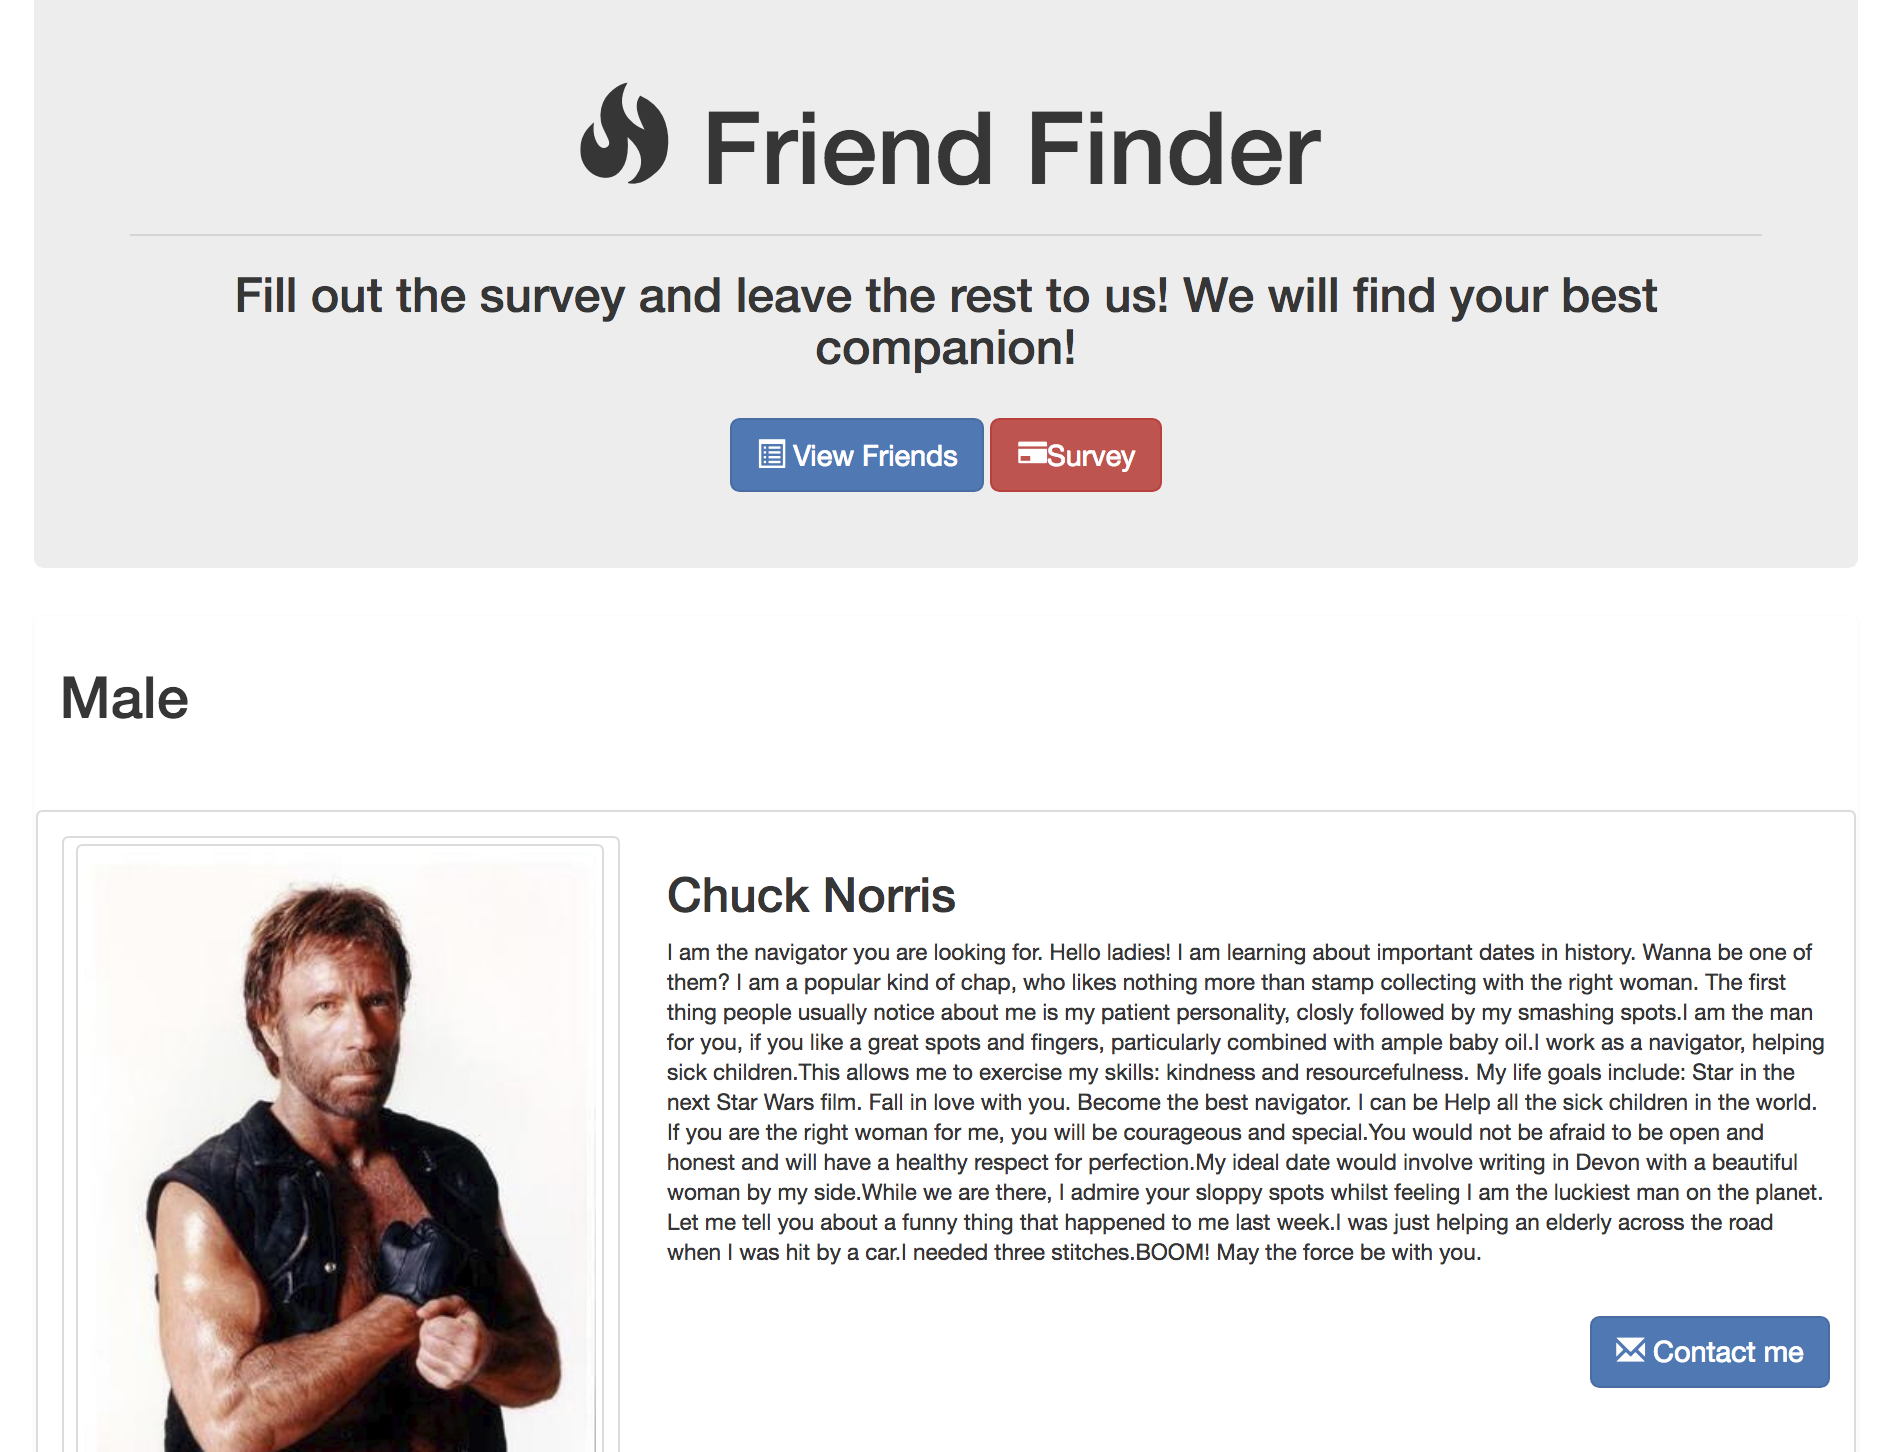 Friend Finder
Fill out the survey and leave the rest to us! We will find your best
companion!
View Friends
Survey
Male
Chuck Norris
I am the navigator you are looking for. Hello ladies! I am learning about important dates in history. Wanna be one of
them? I am a popular kind of chap, who likes nothing more than stamp collecting with the right woman. The first
thing people usually notice about me is my patient personality, closly followed by my smashing spots.I am the man
for you, if you like a great spots and fingers, particularly combined with ample baby oil.I work as a navigator, helping
sick children.This allows me to exercise my skills: kindness and resourcefulness. My life goals include: Star in the
next Star Wars film. Fall in love with you. Become the best navigator. I can be Help all the sick children in the world.
If you are the right woman for me, you will be courageous and special.You would not be afraid to be open and
honest and will have a healthy respect for perfection.My ideal date would involve writing in Devon with a beautiful
woman by my side.While we are there, I admire your sloppy spots whilst feeling I am the luckiest man on the planet.
Let me tell you about a funny thing that happened to me last week.I was just helping an elderly across the road
when I was hit by a car.I needed three stitches.BOOM! May the force be with you.
Contact me